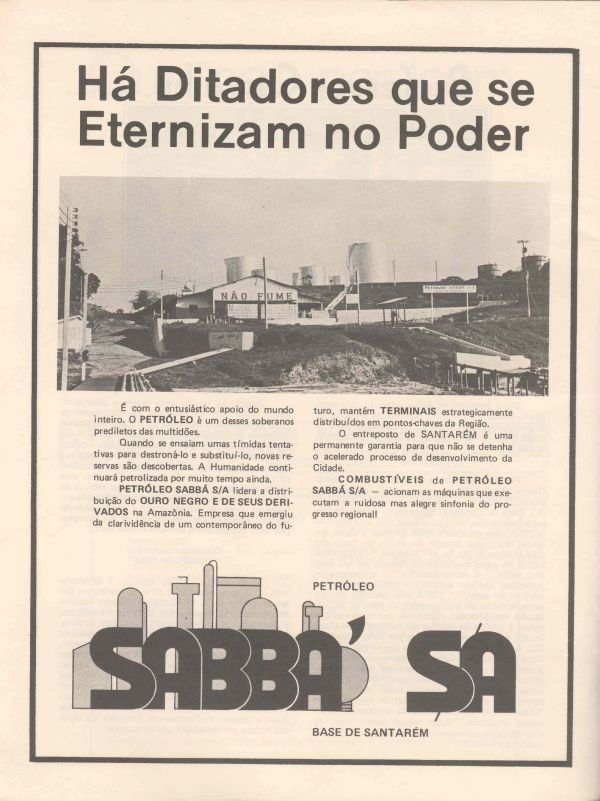 Há Ditadores que se
Eternizam no Poder
NÃO FUME
É com o entusiástico apoio do mundo
inteiro. O PETRÓLEO é um desses soberanos
prediletos das multidões.
Quando se ensaiam umas tímidas tenta-
tivas para destroná-lo e substituí-lo, novas re-
servas são descobertas. A Humanidade conti-
nuará petrolizada por muito tempo ainda.
PETRÓLEO SABBÁ S/A lidera a distri-
buição do OURO NEGRO E DE SEUS DERI-
VADOS na Amazônia. Empresa que emergiu
da clarividência de um contemporâneo do fu-
turo, mantém TERMINAIS estrategicamente
distribuídos em pontos-chaves da Região.
O entreposto de SANTARÉM é uma
permanente garantia para que não se detenha
o acelerado processo de desenvolvimento da
Cidade.
COMBUSTÍVEIS de PETRÓLEO
SABBÁ S/A — acionam as máquinas que exe-
cutam a ruidosa mas alegre sinfonia do pro-
gresso regional!
PETRÓLEO
SABBÁ SA
BASE DE SANTARÉM